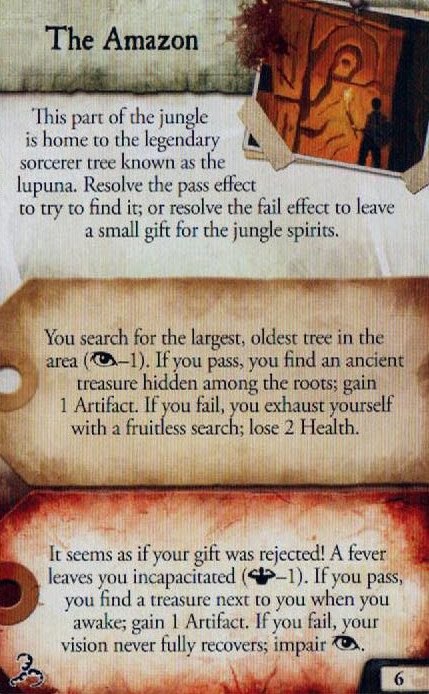 The Amazon
This part of the jungle
is home to the legendary
sorcerer tree known as the
lupuna. Resolve the pass effect
to try to find it; or resolve the fail effect to leave
a small gift for the jungle spirits.
You search for the largest, oldest tree in the
area (–1). If you pass, you find an ancient
treasure hidden among the roots; gain
1 Artifact. If you fail, you exhaust yourself
with a fruitless search; lose 2 Health.
It seems as if your gift was rejected! A fever
leaves you incapacitated (–1). If you pass,
you find a treasure next to you when you
awake; gain 1 Artifact. If you fail, your
vision never fully recovers; impair .
6